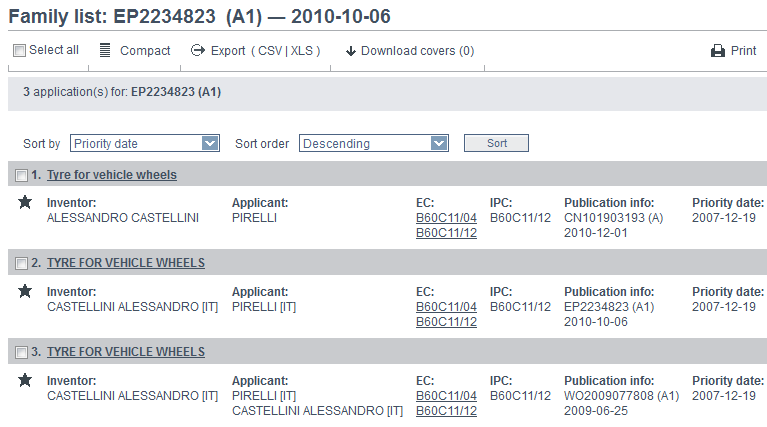 Family list: EP2234823 (A1) — 2010-10-06
Select all Compact Export ( CSV | XLS ) Download covers (0) Print
3 application(s) for: EP2234823 (A1)
Sort by Priority date Sort order Descending Sort
1. Tyre for vehicle wheels
Inventor: Applicant: EC: IPC: Publication info: Priority date:
ALESSANDRO CASTELLINI PIRELLI B60C11/04 B60C11/12 CN101903193 (A) 2007-12-19
B60C11/12 2010-12-01
2. TYRE FOR VEHICLE WHEELS
Inventor: Applicant: EC: IPC: Publication info: Priority date:
CASTELLINI ALESSANDRO [IT] PIRELLI [IT] B60C11/04 B60C11/12 EP2234823 (A1) 2007-12-19
B60C11/12 2010-10-06
3. TYRE FOR VEHICLE WHEELS
Inventor: Applicant: EC: IPC: Publication info: Priority date:
CASTELLINI ALESSANDRO [IT] PIRELLI [IT] B60C11/04 B60C11/12 WO2009077808 (A1) 2007-12-19
CASTELLINI ALESSANDRO [IT] B60C11/12 2009-06-25